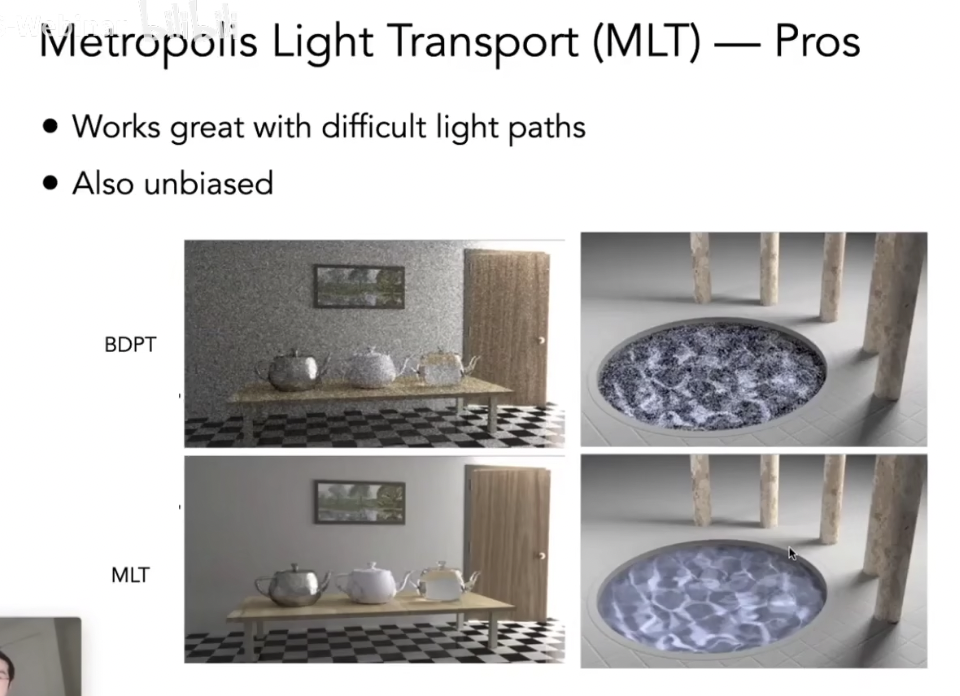 Metropolis Light Transport (MLT) — Pros
● Works great with difficult light paths
● Also unbiased
BDPT
MLT